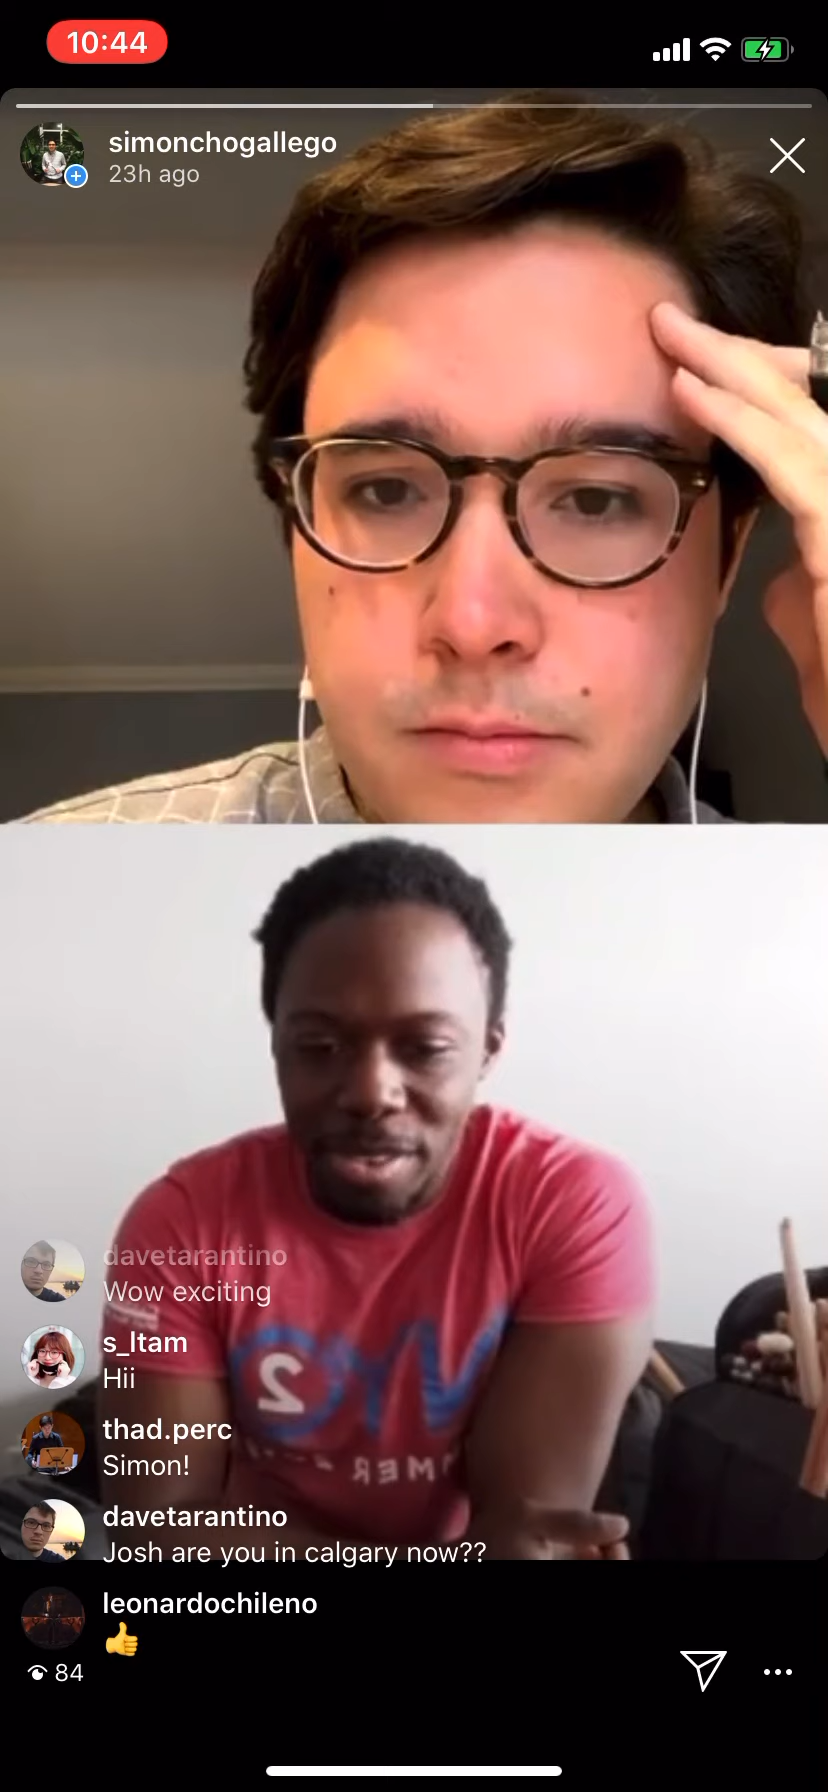 10:44
simonchogallego
23h ago
davetarantino
Wow exciting
s_ltam
Hii
thad.perc
Simon!
davetarantino
Josh are you in calgary now??
leonardochileno
👍
84